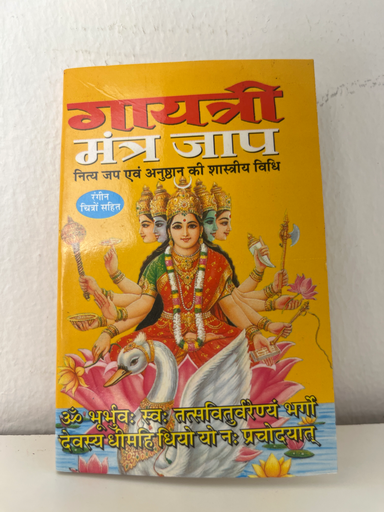 गायत्री
मंत्र जाप
नित्य जप एवं अनुष्ठान की शास्त्रीय विधि
रंगीन
चित्रों सहित
ॐ भूर्भुवः स्वः तत्सवितुर्वरेण्यं भर्गो
देवस्य धीमहि धियो यो नः प्रचोदयात्